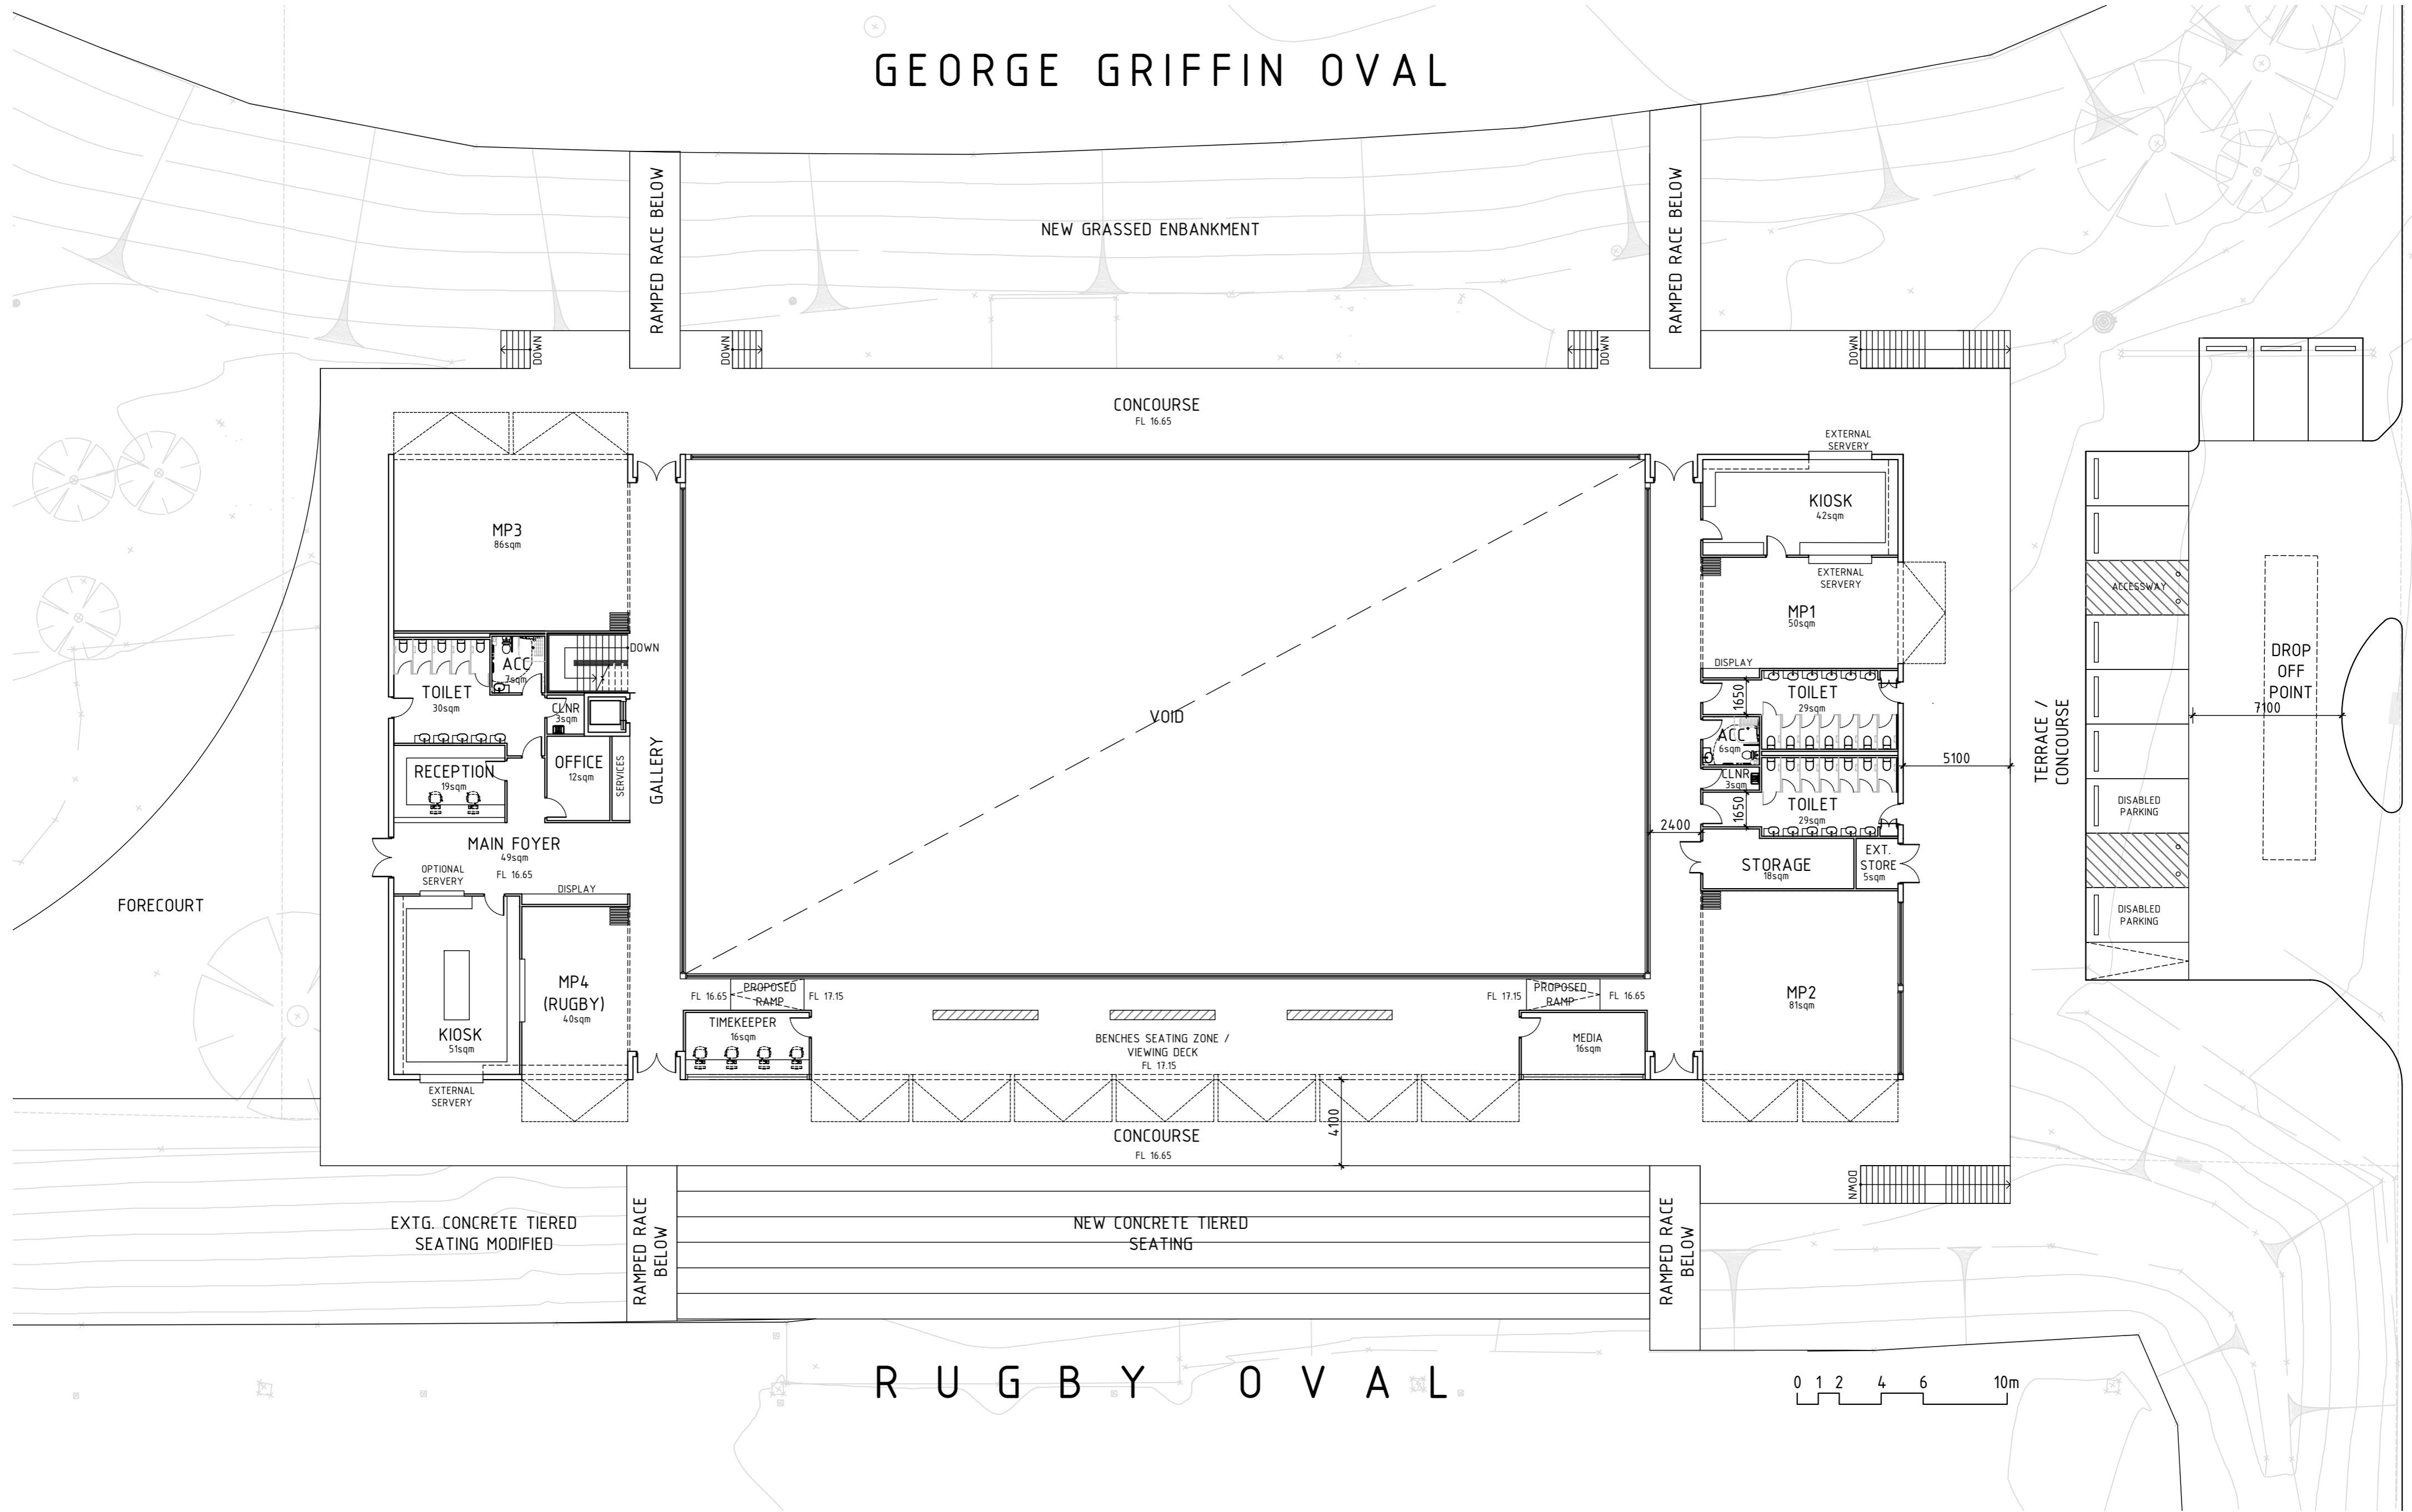 GEORGE GRIFFIN OVAL
RAMPED RACE BELOW
RAMPED RACE BELOW
NEW GRASSED ENBANKMENT
DOWN
DOWN
DOWN
DOWN
CONCOURSE
FL 16.65
EXTERNAL
SERVERY
KIOSK
42sqm
MP3
86sqm
EXTERNAL
SERVERY
ACCESSWAY
MP1
50sqm
DOWN
DISPLAY
ACC
7sqm
TOILET
30sqm
CLNR
3sqm
VOID
1650
TOILET
29sqm
DROP
OFF
POINT
7100
ACC
6sqm
TERRACE /
CONCOURSE
5100
GALLERY
OFFICE
12sqm
SERVICES
RECEPTION
19sqm
CLNR
3sqm
1650
TOILET
29sqm
DISABLED
PARKING
2400
MAIN FOYER
49sqm
FL 16.65
OPTIONAL
SERVERY
DISPLAY
STORAGE
18sqm
EXT.
STORE
5sqm
FORECOURT
DISABLED
PARKING
MP4
(RUGBY)
40sqm
KIOSK
51sqm
FL 16.65
PROPOSED
RAMP
FL 17.15
FL 17.15
PROPOSED
RAMP
FL 16.65
MP2
81sqm
TIMEKEEPER
16sqm
BENCHES SEATING ZONE /
VIEWING DECK
FL 17.15
MEDIA
16sqm
EXTERNAL
SERVERY
4100
CONCOURSE
FL 16.65
DOWN
EXTG. CONCRETE TIERED
SEATING MODIFIED
RAMPED RACE
BELOW
NEW CONCRETE TIERED
SEATING
RAMPED RACE
BELOW
RUGBY OVAL
0 1 2 4 6 10m